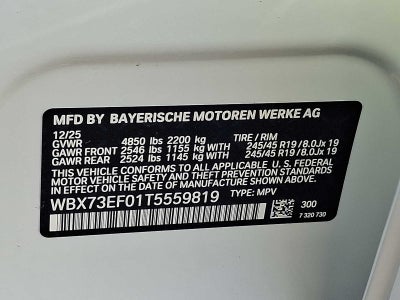 MFD BY BAYERISCHE MOTOREN WERKE AG
12/25
GVWR 4850 lbs 2200 kg TIRE / RIM
GAWR FRONT 2546 lbs 1155 kg 245/45 R19 /8.0Jx 19
GAWR REAR 2524 lbs 1145 kg 245/45 R19 /8.0Jx 19
THIS VEHICLE CONFORMS TO ALL APPLICABLE U. S. FEDERAL
MOTOR VEHICLE SAFETY, BUMPER, AND THEFT PREVENTION STANDARDS
IN EFFECT ON THE DATE OF MANUFACTURE SHOWN ABOVE.
WBX73EF01T5559819 TYPE: MPV
300
7 320 730